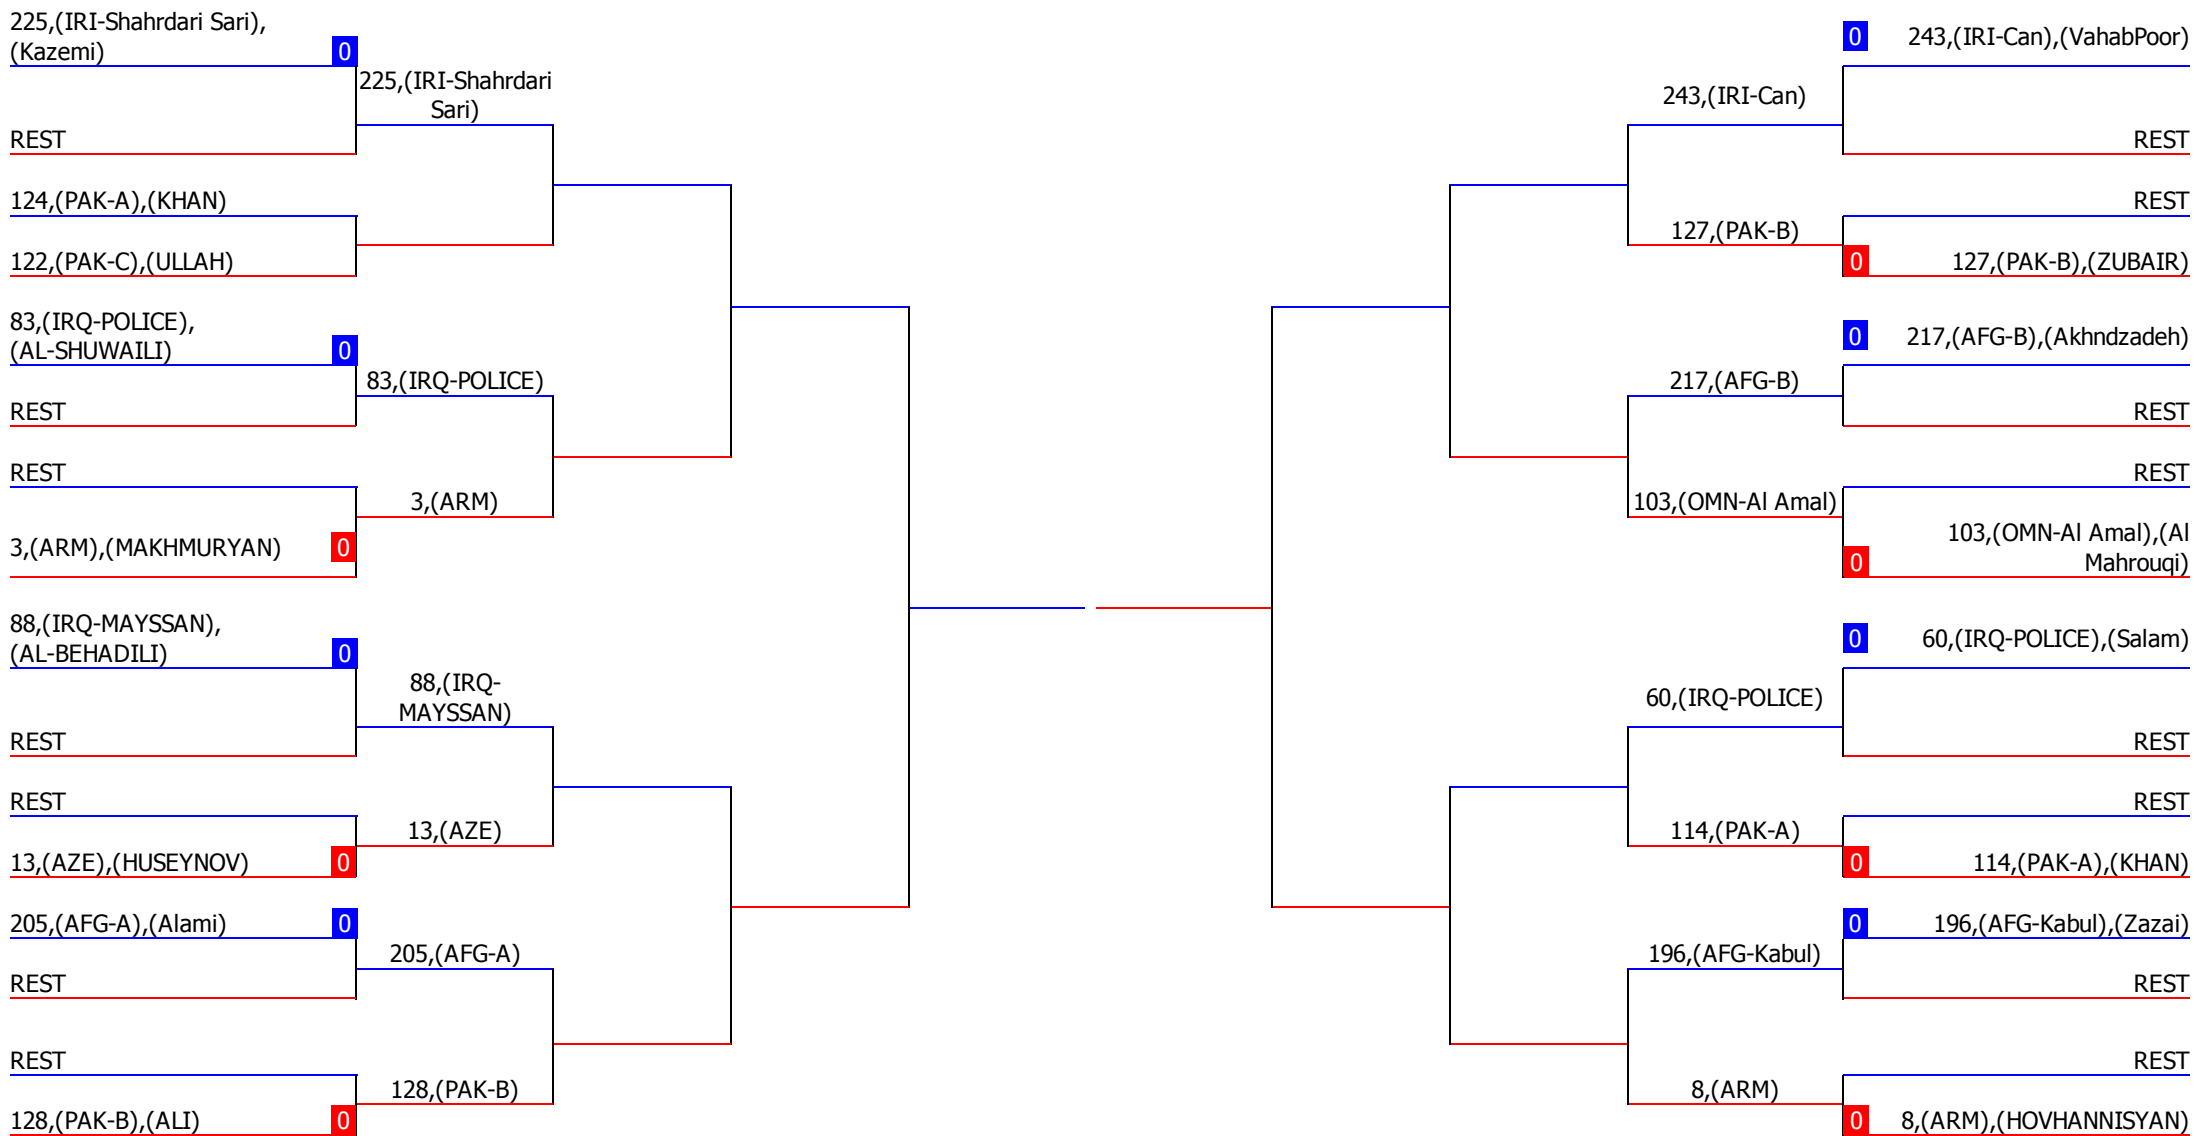 225,(IRI-Shahrdari Sari),
(Kazemi)
0
225,(IRI-Shahrdari
Sari)
REST
124,(PAK-A),(KHAN)
122,(PAK-C),(ULLAH)
83,(IRQ-POLICE),
(AL-SHUWAILI)
0
83,(IRQ-POLICE)
REST
REST
3,(ARM)
3,(ARM),(MAKHMURYAN)
0
88,(IRQ-MAYSSAN),
(AL-BEHADILI)
0
88,(IRQ-
MAYSSAN)
REST
REST
13,(AZE)
13,(AZE),(HUSEYNOV)
0
205,(AFG-A),(Alami)
0
205,(AFG-A)
REST
REST
128,(PAK-B)
128,(PAK-B),(ALI)
0
0
243,(IRI-Can),(VahabPoor)
243,(IRI-Can)
REST
REST
127,(PAK-B)
0
127,(PAK-B),(ZUBAIR)
0
217,(AFG-B),(Akhndzadeh)
217,(AFG-B)
REST
REST
103,(OMN-Al Amal)
103,(OMN-Al Amal),(Al
Mahrouqi)
0
0
60,(IRQ-POLICE),(Salam)
60,(IRQ-POLICE)
REST
REST
114,(PAK-A)
0
114,(PAK-A),(KHAN)
0
196,(AFG-Kabul),(Zazai)
196,(AFG-Kabul)
REST
REST
8,(ARM)
0
8,(ARM),(HOVHANNISYAN)